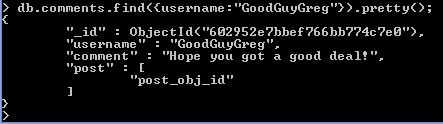 > db.comments.find({username:"GoodGuyGreg"}).pretty();
{
        "_id" : ObjectId("602952e7bbef766bb774c7e0"),
        "username" : "GoodGuyGreg",
        "comment" : "Hope you got a good deal!",
        "post" : [
                "post_obj_id"
        ]
}
>